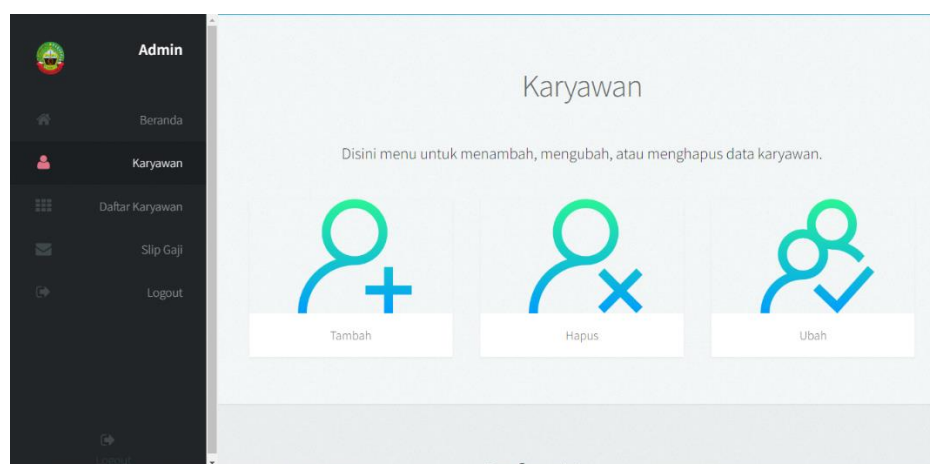 Admin
Beranda
Karyawan
Daftar Karyawan
Slip Gaji
Logout
Logout
Karyawan
Disini menu untuk menambah, mengubah, atau menghapus data karyawan.
Tambah
Hapus
Ubah